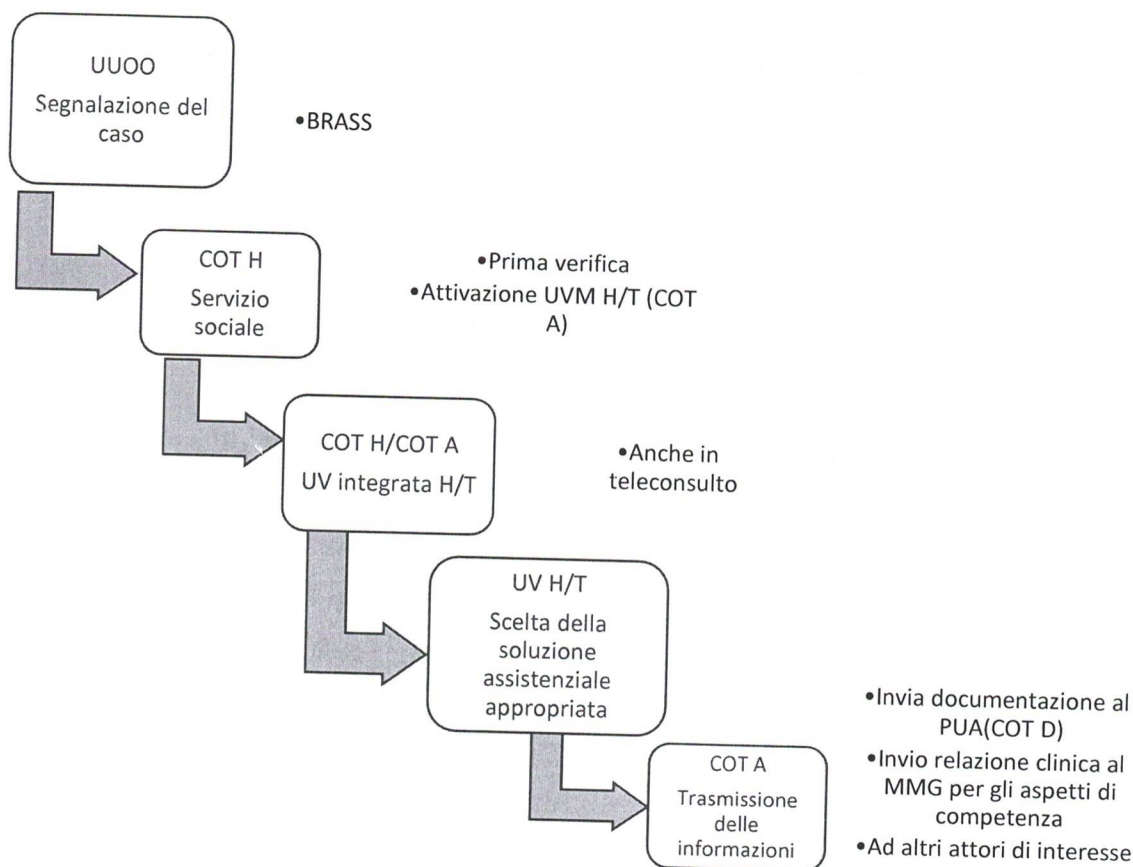 UUOO
Segnalazione del
caso
•BRASS
COT H
Servizio
sociale
•Prima verifica
•Attivazione UVM H/T (COT
A)
COT H/COT A
UV integrata H/T
•Anche in
teleconsulto
UV H/T
Scelta della
soluzione
assistenziale
appropriata
COT A
Trasmissione
delle
informazioni
•Invia documentazione al
PUA(COT D)
•Invio relazione clinica al
MMG per gli aspetti di
competenza
•Ad altri attori di interesse